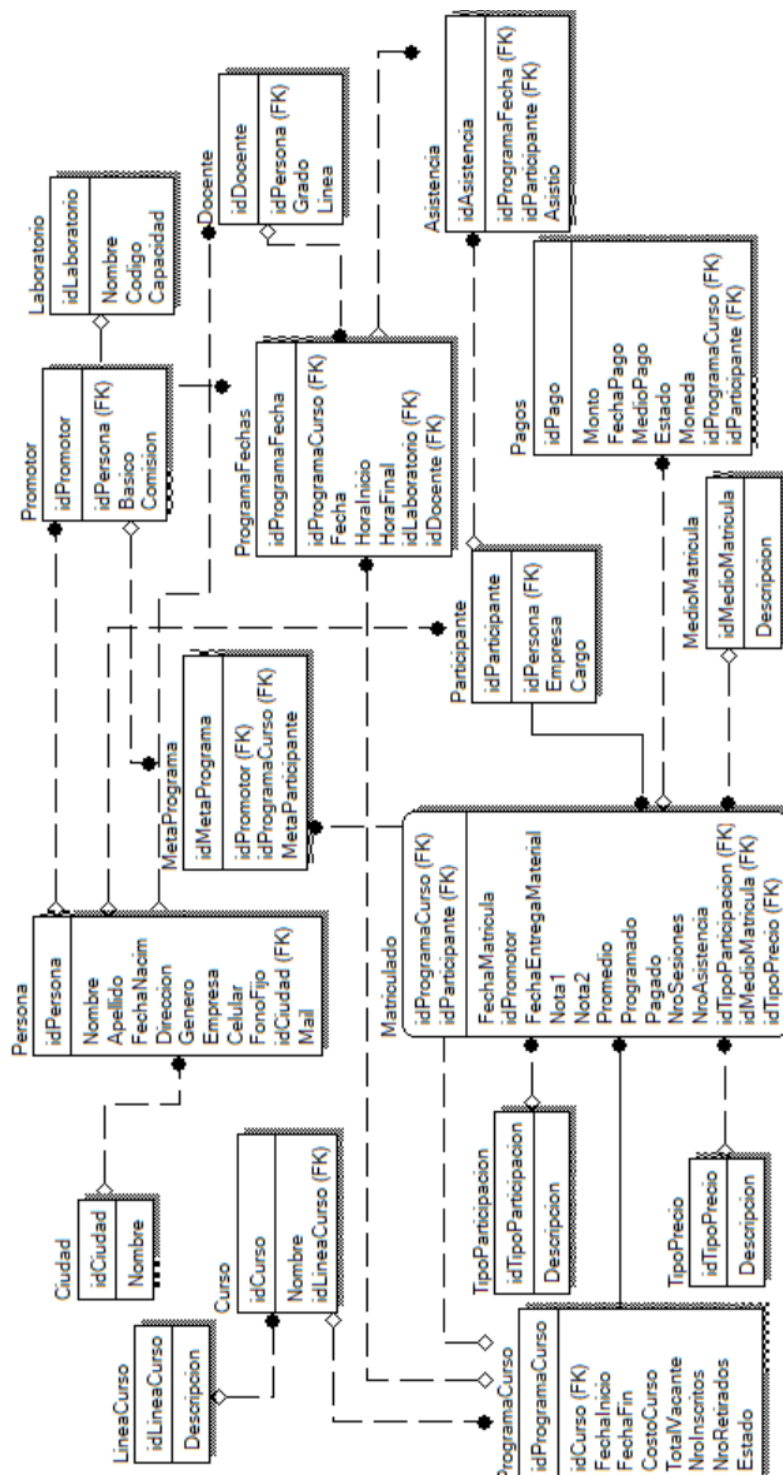 LineaCurso
idLineaCurso
Descripcion
Ciudad
idCiudad
Nombre
Persona
idPersona
Nombre
Apellido
FechaNacim
Direccion
Genero
Empresa
Celular
FonoFijo
idCiudad (FK)
Mail
Promotor
idPromotor
idPersona (FK)
Basico
Comision
Laboratorio
idLaboratorio
Nombre
Codigo
Capacidad
Curso
idCurso
Nombre
idLineaCurso (FK)
MetaPrograma
idMetaPrograma
idPromotor (FK)
idProgramaCurso (FK)
MetaParticipante
ProgramaFechas
idProgramaFecha
idProgramaCurso (FK)
Fecha
HoraInicio
HoraFinal
idLaboratorio (FK)
idDocente (FK)
Docente
idDocente
idPersona (FK)
Grado
Linea
TipoParticipacion
idTipoParticipacion
Descripcion
Participante
idParticipante
idPersona (FK)
Empresa
Cargo
Asistencia
idAsistencia
idProgramaFecha (FK)
idParticipante (FK)
Asistio
ProgramaCurso
idProgramaCurso
idCurso (FK)
FechaInicio
FechaFin
CostoCurso
TotalVacante
NroInscritos
NroRetirados
Estado
TipoPrecio
idTipoPrecio
Descripcion
Matriculado
idProgramaCurso (FK)
idParticipante (FK)
FechaMatricula
idPromotor
FechaEntregaMaterial
Nota1
Nota2
Promedio
Programado
Pagado
NroSesiones
NroAsistencia
idTipoParticipacion (FK)
idMedioMatricula (FK)
idTipoPrecio (FK)
MedioMatricula
idMedioMatricula
Descripcion
Pagos
idPago
Monto
FechaPago
MedioPago
Estado
Moneda
idProgramaCurso (FK)
idParticipante (FK)